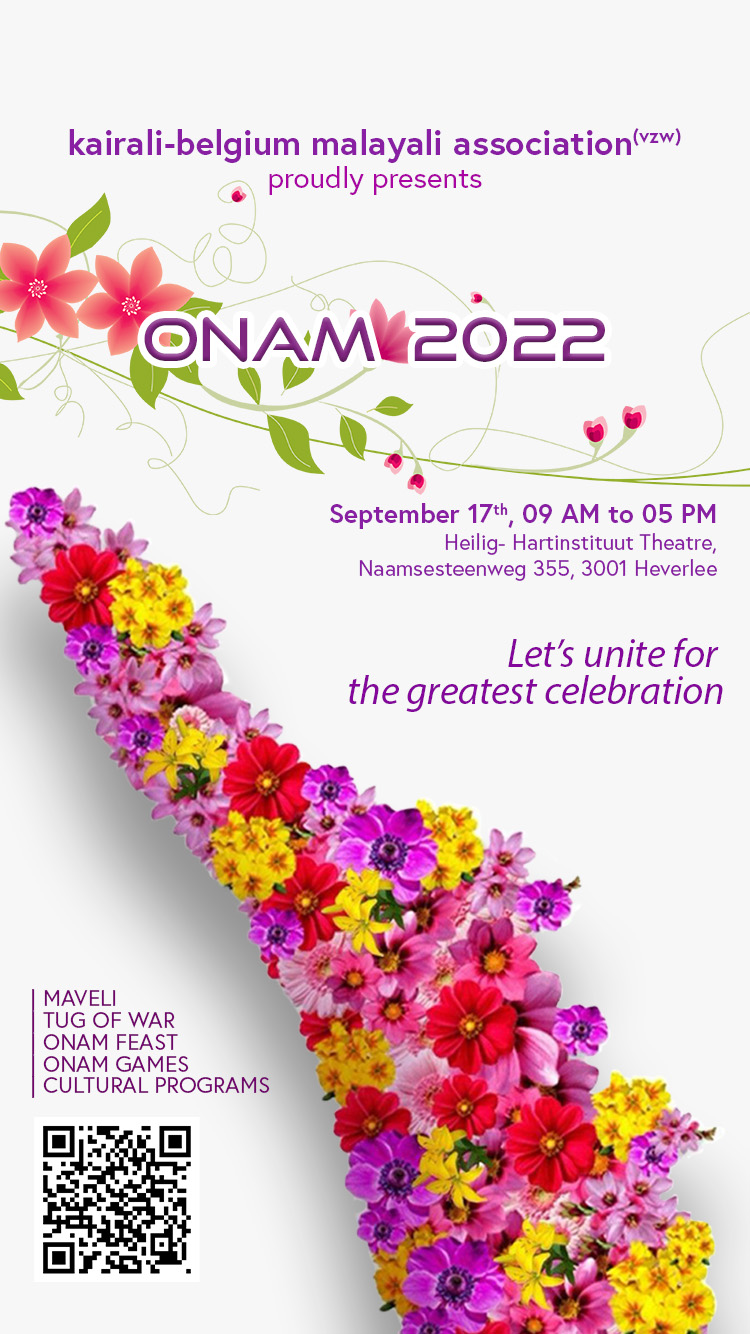 kairali-belgium malayali association(vzw)
proudly presents
ONAM 2022
September 17th, 09 AM to 05 PM
Heilig- Hartinstituut Theatre,
Naamsesteenweg 355, 3001 Heverlee
Let's unite for
the greatest celebration
MAVELI
TUG OF WAR
ONAM FEAST
ONAM GAMES
CULTURAL PROGRAMS